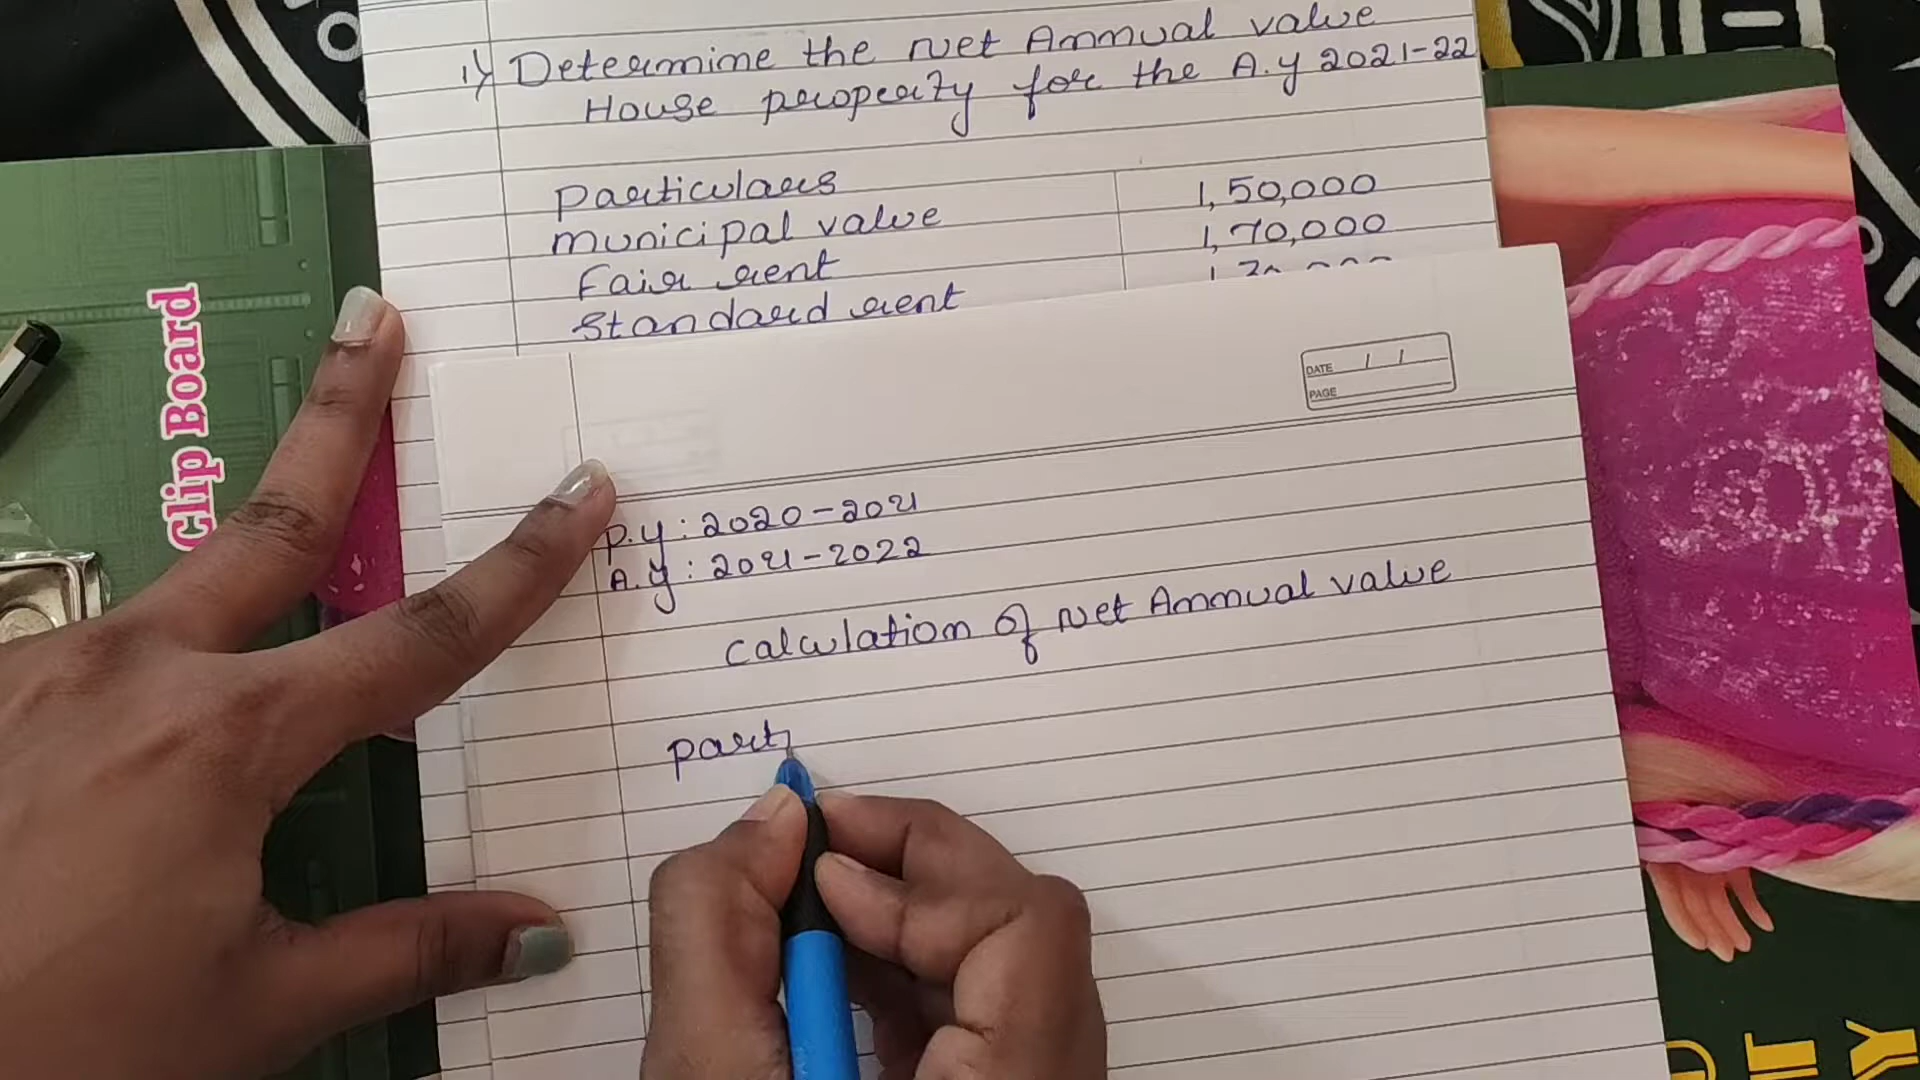 1) Determine the Net Annual value
House property for the A.Y 2021-22
Particulars
municipal value 1,50,000
Fair rent 1,70,000
Standard rent
DATE / /
PAGE
P.Y : 2020-2021
A.Y : 2021-2022
Calculation of Net Annual value
part
Clip Board